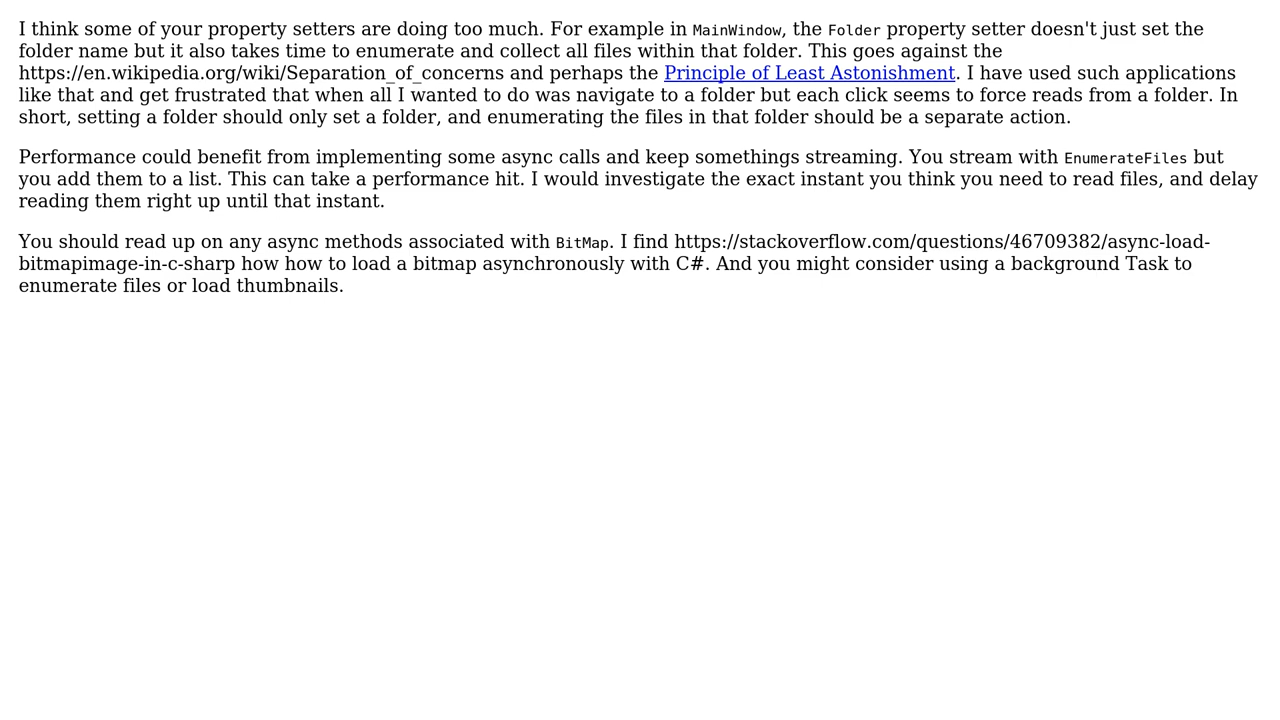 I think some of your property setters are doing too much. For example in MainWindow, the Folder property setter doesn't just set the
folder name but it also takes time to enumerate and collect all files within that folder. This goes against the
https://en.wikipedia.org/wiki/Separation_of_concerns and perhaps the Principle of Least Astonishment. I have used such applications
like that and get frustrated that when all I wanted to do was navigate to a folder but each click seems to force reads from a folder. In
short, setting a folder should only set a folder, and enumerating the files in that folder should be a separate action.
Performance could benefit from implementing some async calls and keep somethings streaming. You stream with EnumerateFiles but
you add them to a list. This can take a performance hit. I would investigate the exact instant you think you need to read files, and delay
reading them right up until that instant.
You should read up on any async methods associated with BitMap. I find https://stackoverflow.com/questions/46709382/async-load-
bitmapimage-in-c-sharp how how to load a bitmap asynchronously with C#. And you might consider using a background Task to
enumerate files or load thumbnails.